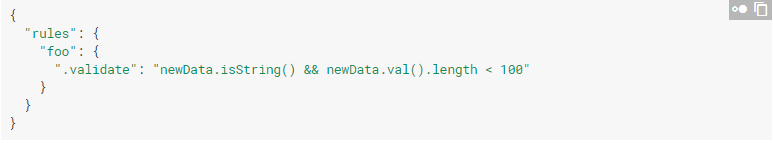 {
  "rules": {
    "foo": {
      ".validate": "newData.isString() && newData.val().length < 100"
    }
  }
}